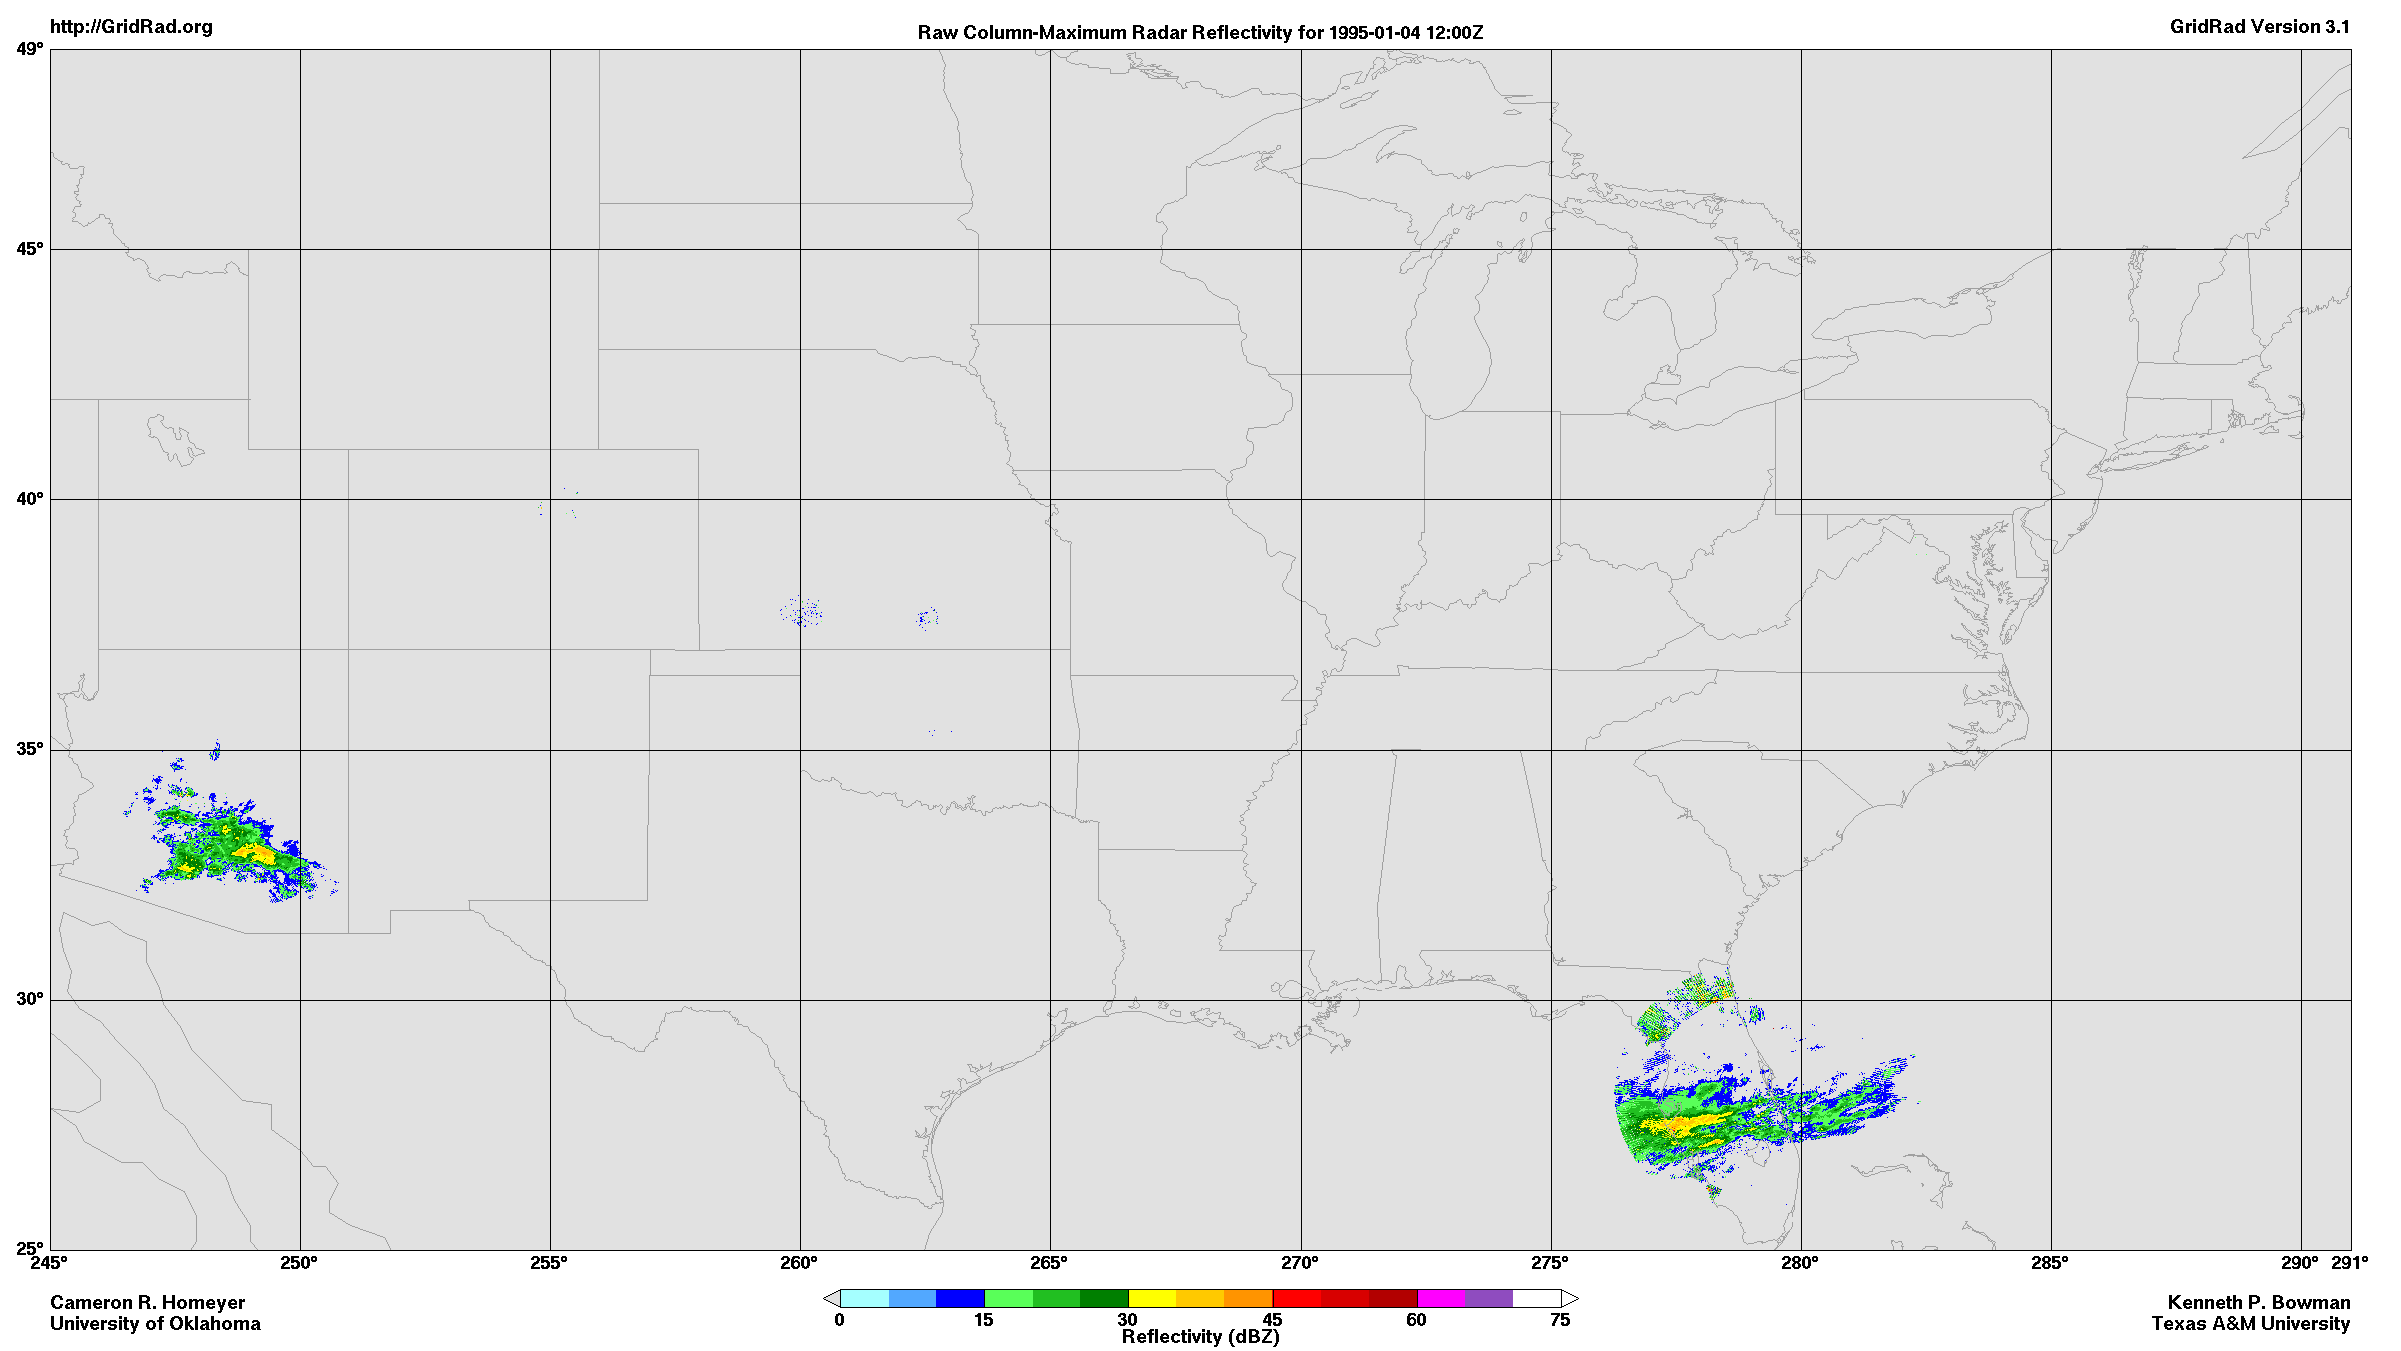 http://GridRad.org
Raw Column-Maximum Radar Reflectivity for 1995-01-04 12:00Z
GridRad Version 3.1
49°
45°
40°
35°
30°
25°
245° 250° 255° 260° 265° 270° 275° 280° 285° 290° 291°
0 15 30 45 60 75
Reflectivity (dBZ)
Cameron R. Homeyer
University of Oklahoma
Kenneth P. Bowman
Texas A&M University